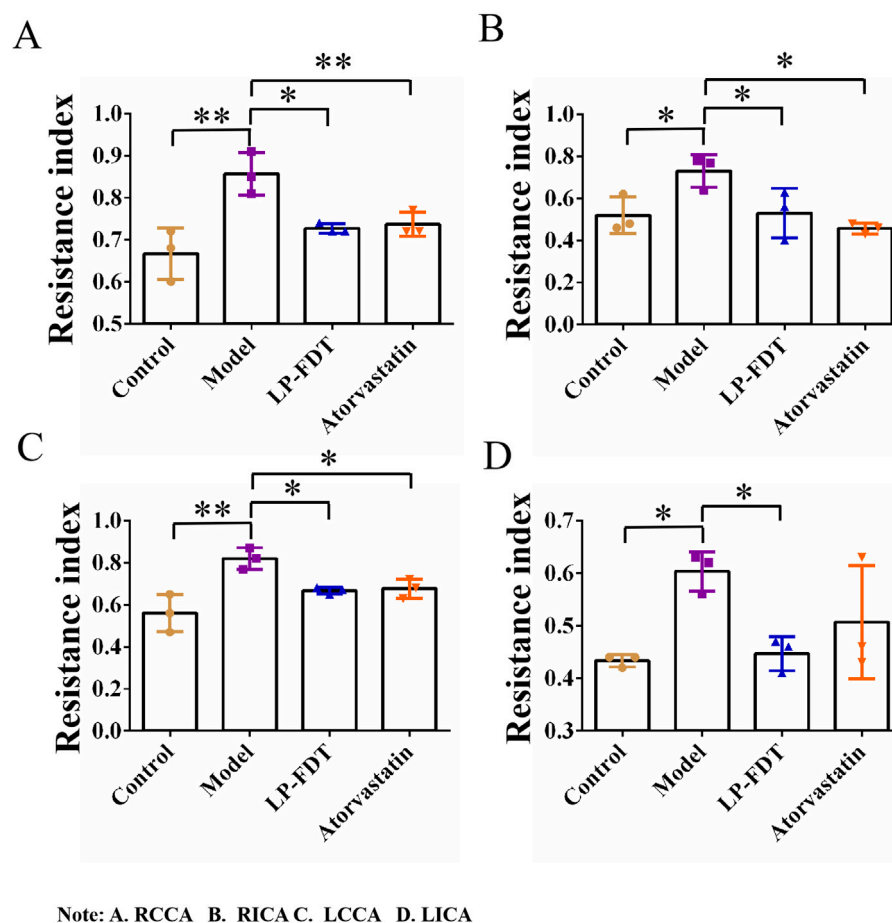 A
Resistance index
1.0
0.9
0.8
0.7
0.6
0.5
**
*
**
Control
Model
LP-FDT
Atorvastatin
B
Resistance index
1.0
0.8
0.6
0.4
0.2
0.0
*
*
*
Control
Model
LP-FDT
Atorvastatin
C
Resistance index
1.0
0.8
0.6
0.4
0.2
0.0
*
*
**
Control
Model
LP-FDT
Atorvastatin
D
Resistance index
0.7
0.6
0.5
0.4
0.3
*
*
Control
Model
LP-FDT
Atorvastatin
Note: A. RCCA B. RICA C. LCCA D. LICA